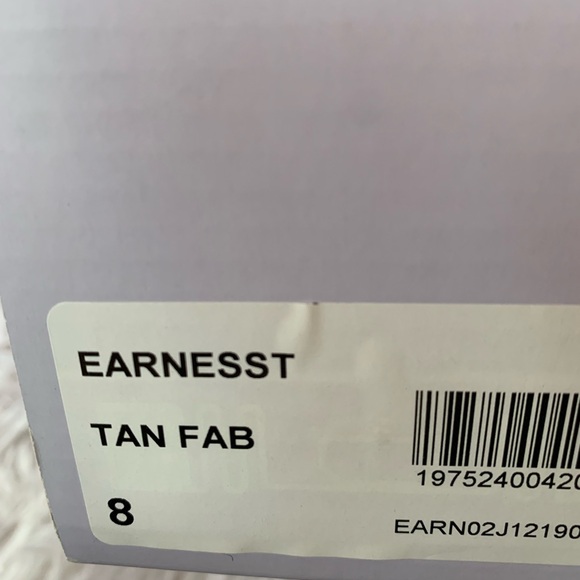 EARNESST
TAN FAB
8
19752400420
EARN02J12190